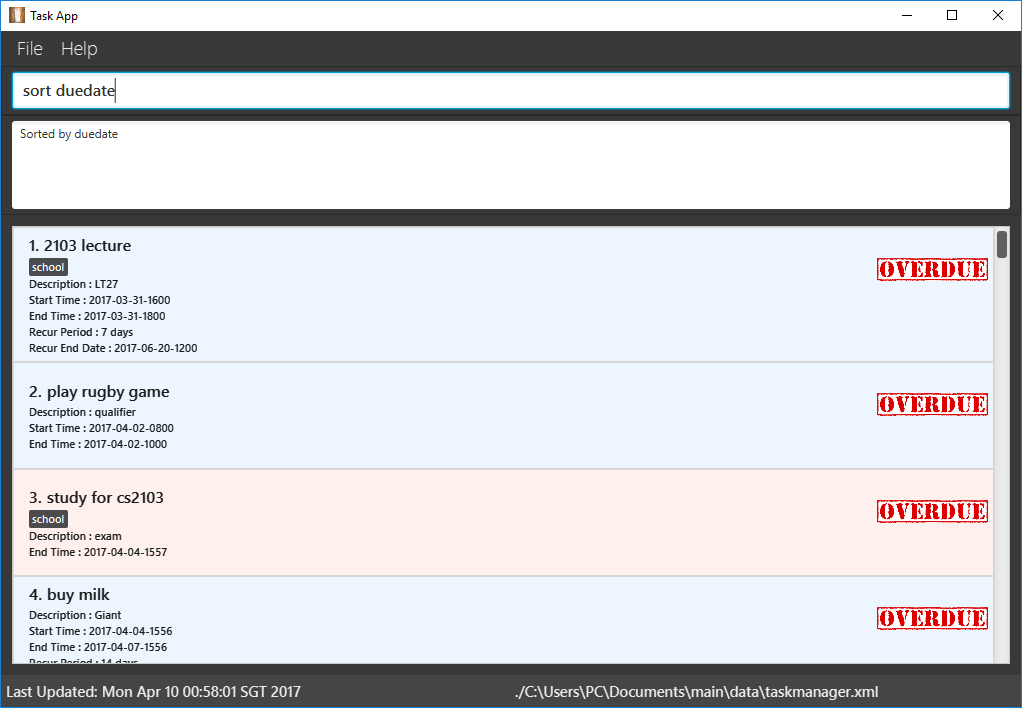 Task App
File Help
sort duedate
Sorted by duedate
1. 2103 lecture
school
OVERDUE
Description : LT27
Start Time : 2017-03-31-1600
End Time : 2017-03-31-1800
Recur Period : 7 days
Recur End Date : 2017-06-20-1200
2. play rugby game
OVERDUE
Description : qualifier
Start Time : 2017-04-02-0800
End Time : 2017-04-02-1000
3. study for cs2103
school
OVERDUE
Description : exam
End Time : 2017-04-04-1557
4. buy milk
Description : Giant
OVERDUE
Start Time : 2017-04-04-1556
End Time : 2017-04-07-1556
Recur Period : 14 days
Last Updated: Mon Apr 10 00:58:01 SGT 2017
./C:\Users\PC\Documents\main\data\taskmanager.xml